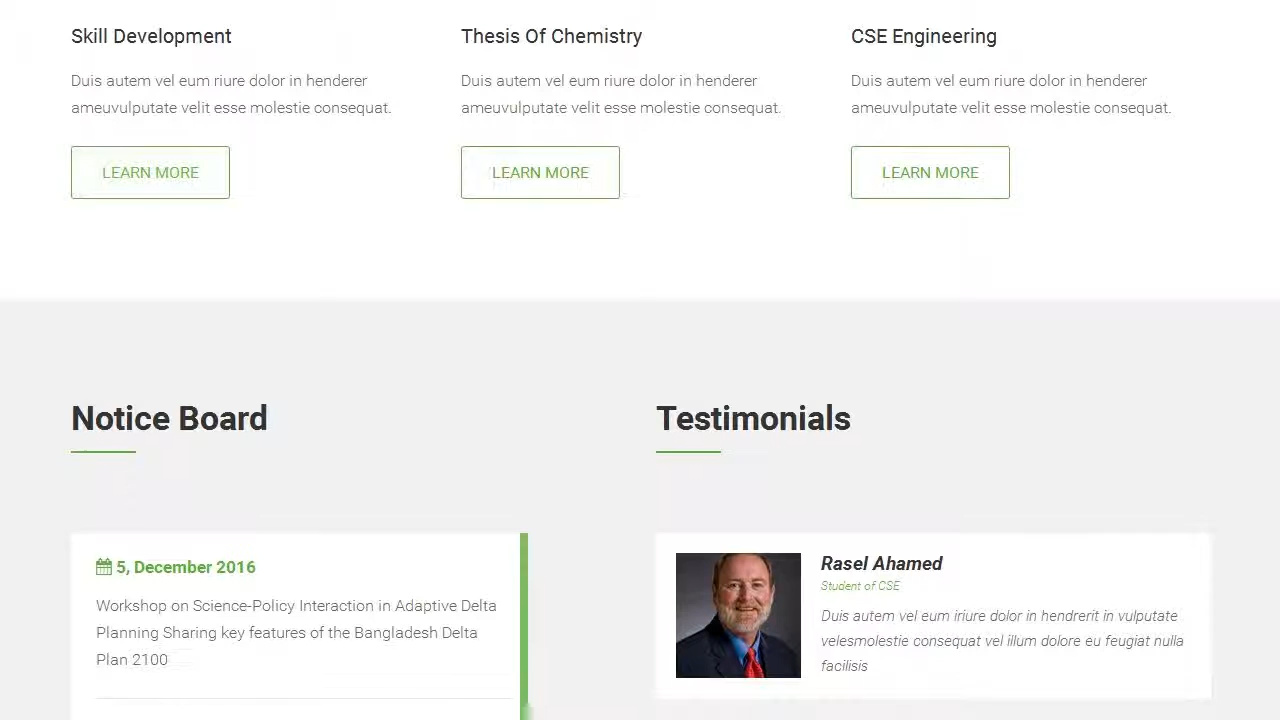 Skill Development
Duis autem vel eum riure dolor in henderer
ameuvulputate velit esse molestie consequat.
LEARN MORE
Thesis Of Chemistry
Duis autem vel eum riure dolor in henderer
ameuvulputate velit esse molestie consequat.
LEARN MORE
CSE Engineering
Duis autem vel eum riure dolor in henderer
ameuvulputate velit esse molestie consequat.
LEARN MORE
Notice Board
5, December 2016
Workshop on Science-Policy Interaction in Adaptive Delta
Planning Sharing key features of the Bangladesh Delta
Plan 2100
Testimonials
Rasel Ahamed
Student of CSE
Duis autem vel eum iriure dolor in hendrerit in vulputate
velesmolestie consequat vel illum dolore eu feugiat nulla
facilisis